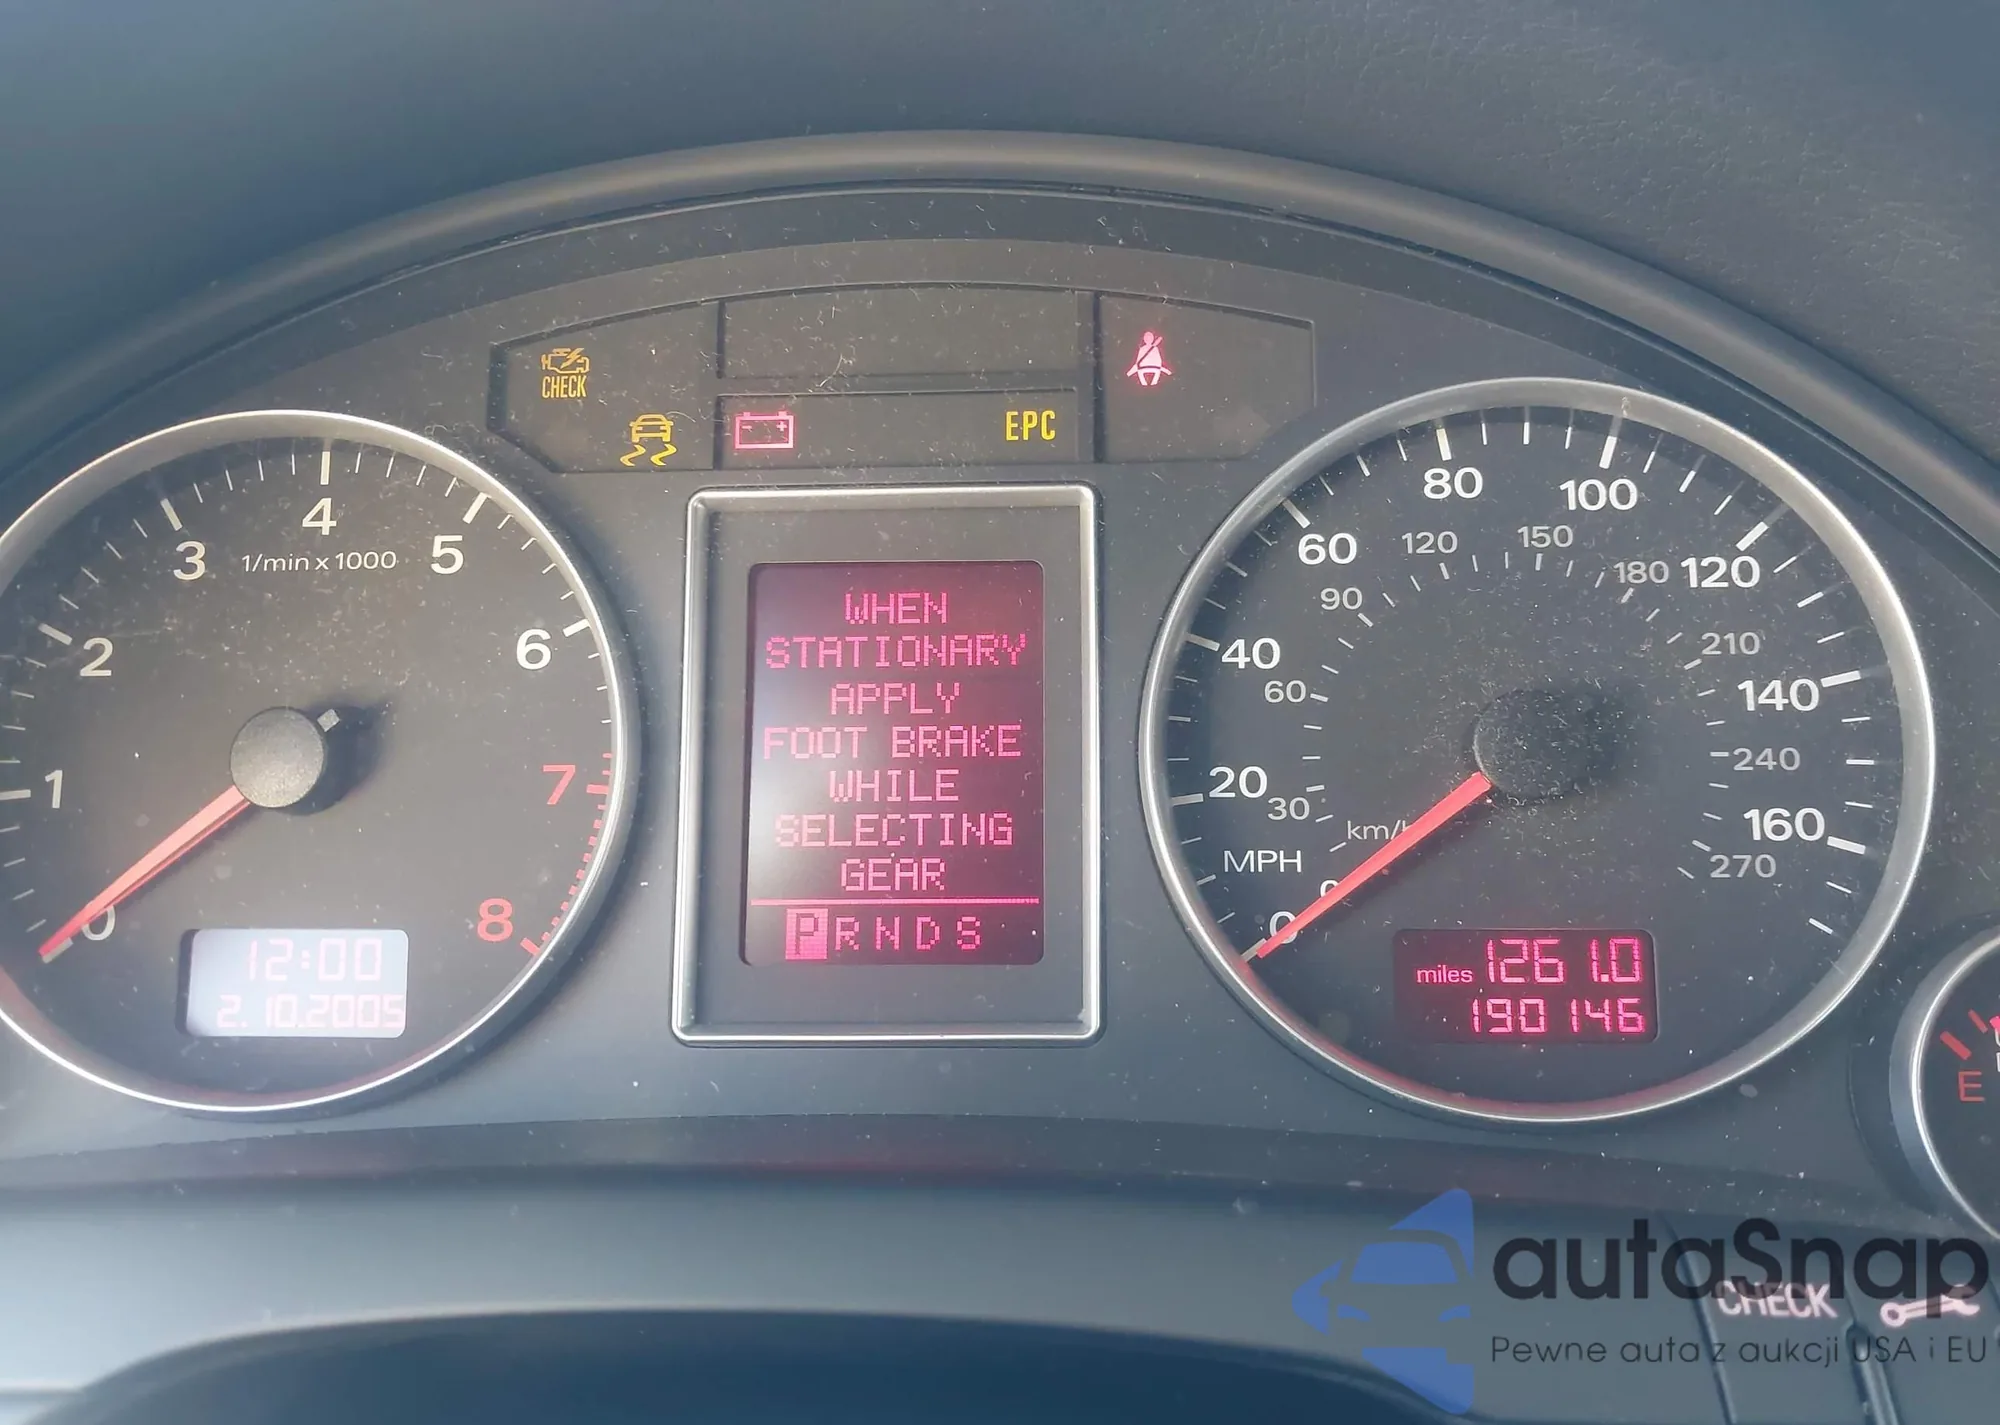 CHECK
EPC
1 2 3 4 5 6 7 8
1/min x 1000
0
12:00
2.10.2005
WHEN
STATIONARY
APPLY
FOOT BRAKE
WHILE
SELECTING
GEAR
P R N D S
0 20 40 60 80 100 120 140 160
MPH
km/h
0 30 60 90 120 150 180 210 240 270
miles 1261.0
190146
E
autaSnap
CHECK
Pewne auta z aukcji USA i EU